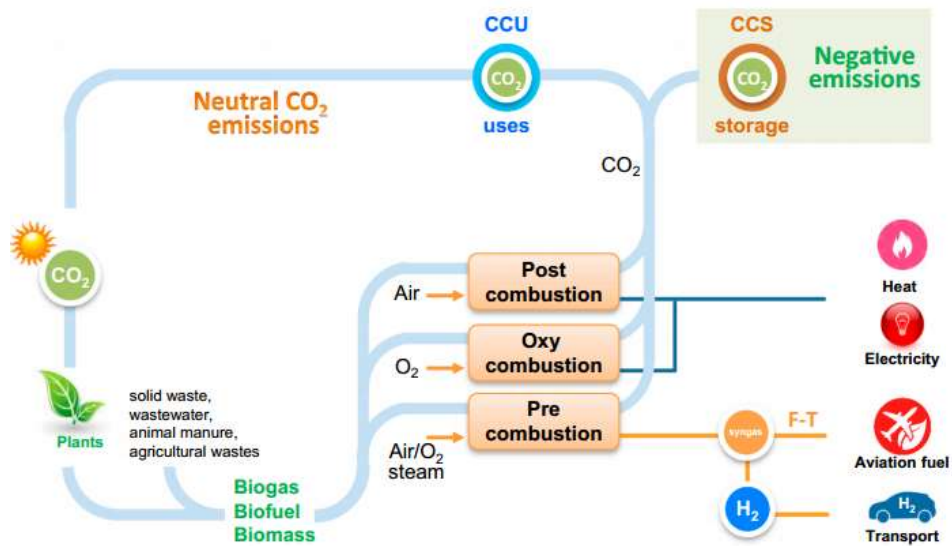 CCU
CO₂
uses
CCS
CO₂
storage
Negative
emissions
Neutral CO₂
emissions
CO₂
CO₂
Plants
solid waste,
wastewater,
animal manure,
agricultural wastes
Biogas
Biofuel
Biomass
Air
Post
combustion
O₂
Oxy
combustion
Air/O₂
steam
Pre
combustion
Heat
Electricity
syngas
F-T
Aviation fuel
H₂
H₂
Transport